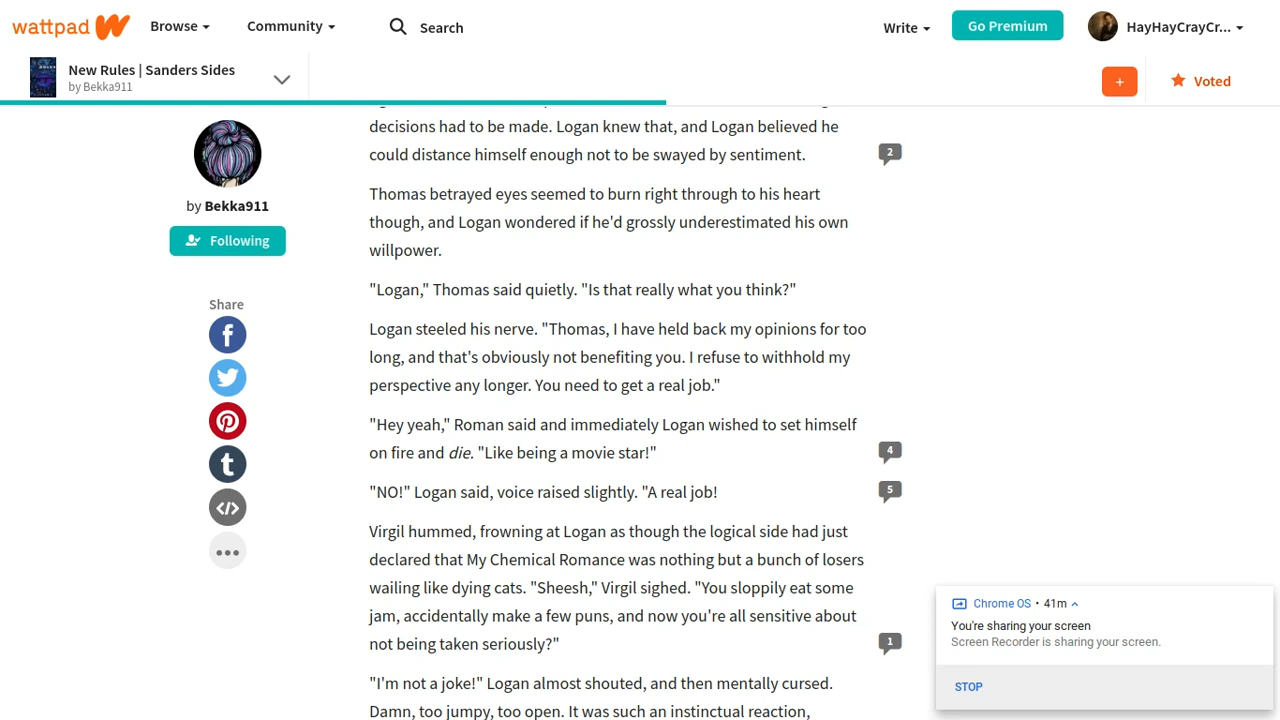 wattpad
Browse
Community
Search
Write
Go Premium
HayHayCrayCr...
New Rules | Sanders Sides
by Bekka911
+
Voted
decisions had to be made. Logan knew that, and Logan believed he
could distance himself enough not to be swayed by sentiment.
2
by Bekka911
Following
Share
Thomas betrayed eyes seemed to burn right through to his heart
though, and Logan wondered if he'd grossly underestimated his own
willpower.
"Logan," Thomas said quietly. "Is that really what you think?"
Logan steeled his nerve. "Thomas, I have held back my opinions for too
long, and that's obviously not benefiting you. I refuse to withhold my
perspective any longer. You need to get a real job."
"Hey yeah," Roman said and immediately Logan wished to set himself
on fire and die. "Like being a movie star!"
4
"NO!" Logan said, voice raised slightly. "A real job!
5
Virgil hummed, frowning at Logan as though the logical side had just
declared that My Chemical Romance was nothing but a bunch of losers
wailing like dying cats. "Sheesh," Virgil sighed. "You sloppily eat some
jam, accidentally make a few puns, and now you're all sensitive about
not being taken seriously?"
1
"I'm not a joke!" Logan almost shouted, and then mentally cursed.
Damn, too jumpy, too open. It was such an instinctual reaction,
Chrome OS • 41m
You're sharing your screen
Screen Recorder is sharing your screen.
STOP